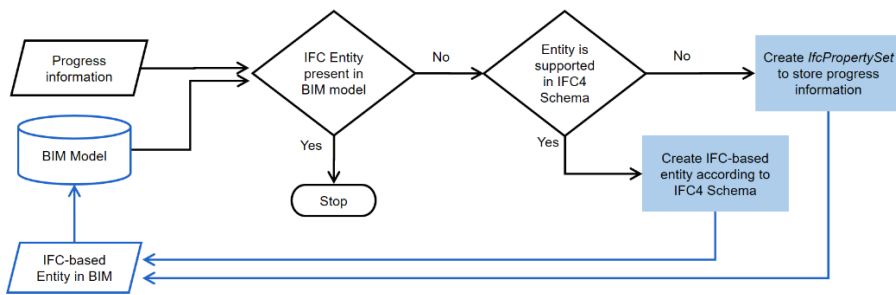 Progress
information
IFC Entity
present in
BIM model
No
Entity is
supported
in IFC4
Schema
No
Create IfcPropertySet
to store progress
information
BIM Model
Yes
Stop
Yes
Create IFC-based
entity according to
IFC4 Schema
IFC-based
Entity in BIM